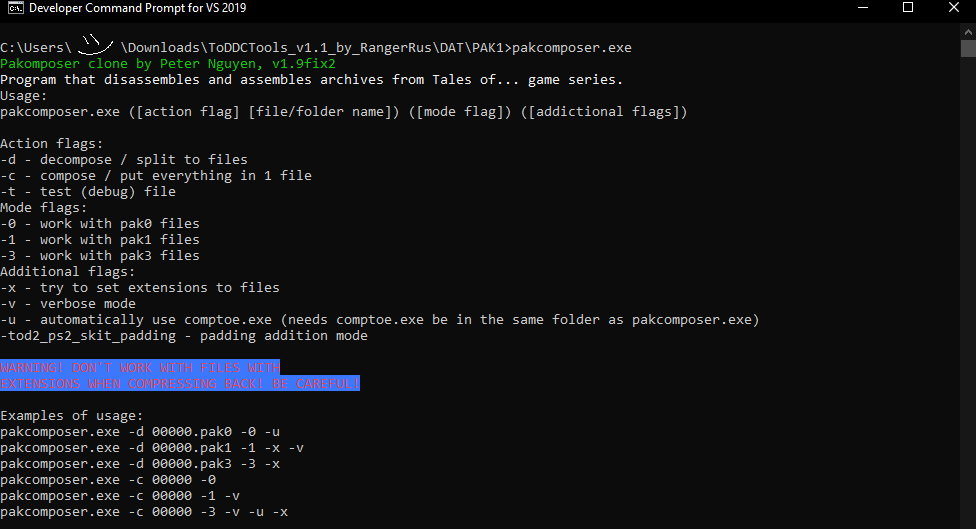 Developer Command Prompt for VS 2019
C:\Users\ \Downloads\ToDDCTools_v1.1_by_RangerRus\DAT\PAK1>pakcomposer.exe
Pakomposer clone by Peter Nguyen, v1.9fix2
Program that disassembles and assembles archives from Tales of... game series.
Usage:
pakcomposer.exe ([action flag] [file/folder name]) ([mode flag]) ([addictional flags])
Action flags:
-d - decompose / split to files
-c - compose / put everything in 1 file
-t - test (debug) file
Mode flags:
-0 - work with pak0 files
-1 - work with pak1 files
-3 - work with pak3 files
Additional flags:
-x - try to set extensions to files
-v - verbose mode
-u - automatically use comptoe.exe (needs comptoe.exe be in the same folder as pakcomposer.exe)
-tod2_ps2_skit_padding - padding addition mode
WARNING! DON'T WORK WITH FILES WITH
EXTENSIONS WHEN COMPRESSING BACK! BE CAREFUL!
Examples of usage:
pakcomposer.exe -d 00000.pak0 -0 -u
pakcomposer.exe -d 00000.pak1 -1 -x -v
pakcomposer.exe -d 00000.pak3 -3 -x
pakcomposer.exe -c 00000 -0
pakcomposer.exe -c 00000 -1 -v
pakcomposer.exe -c 00000 -3 -v -u -x